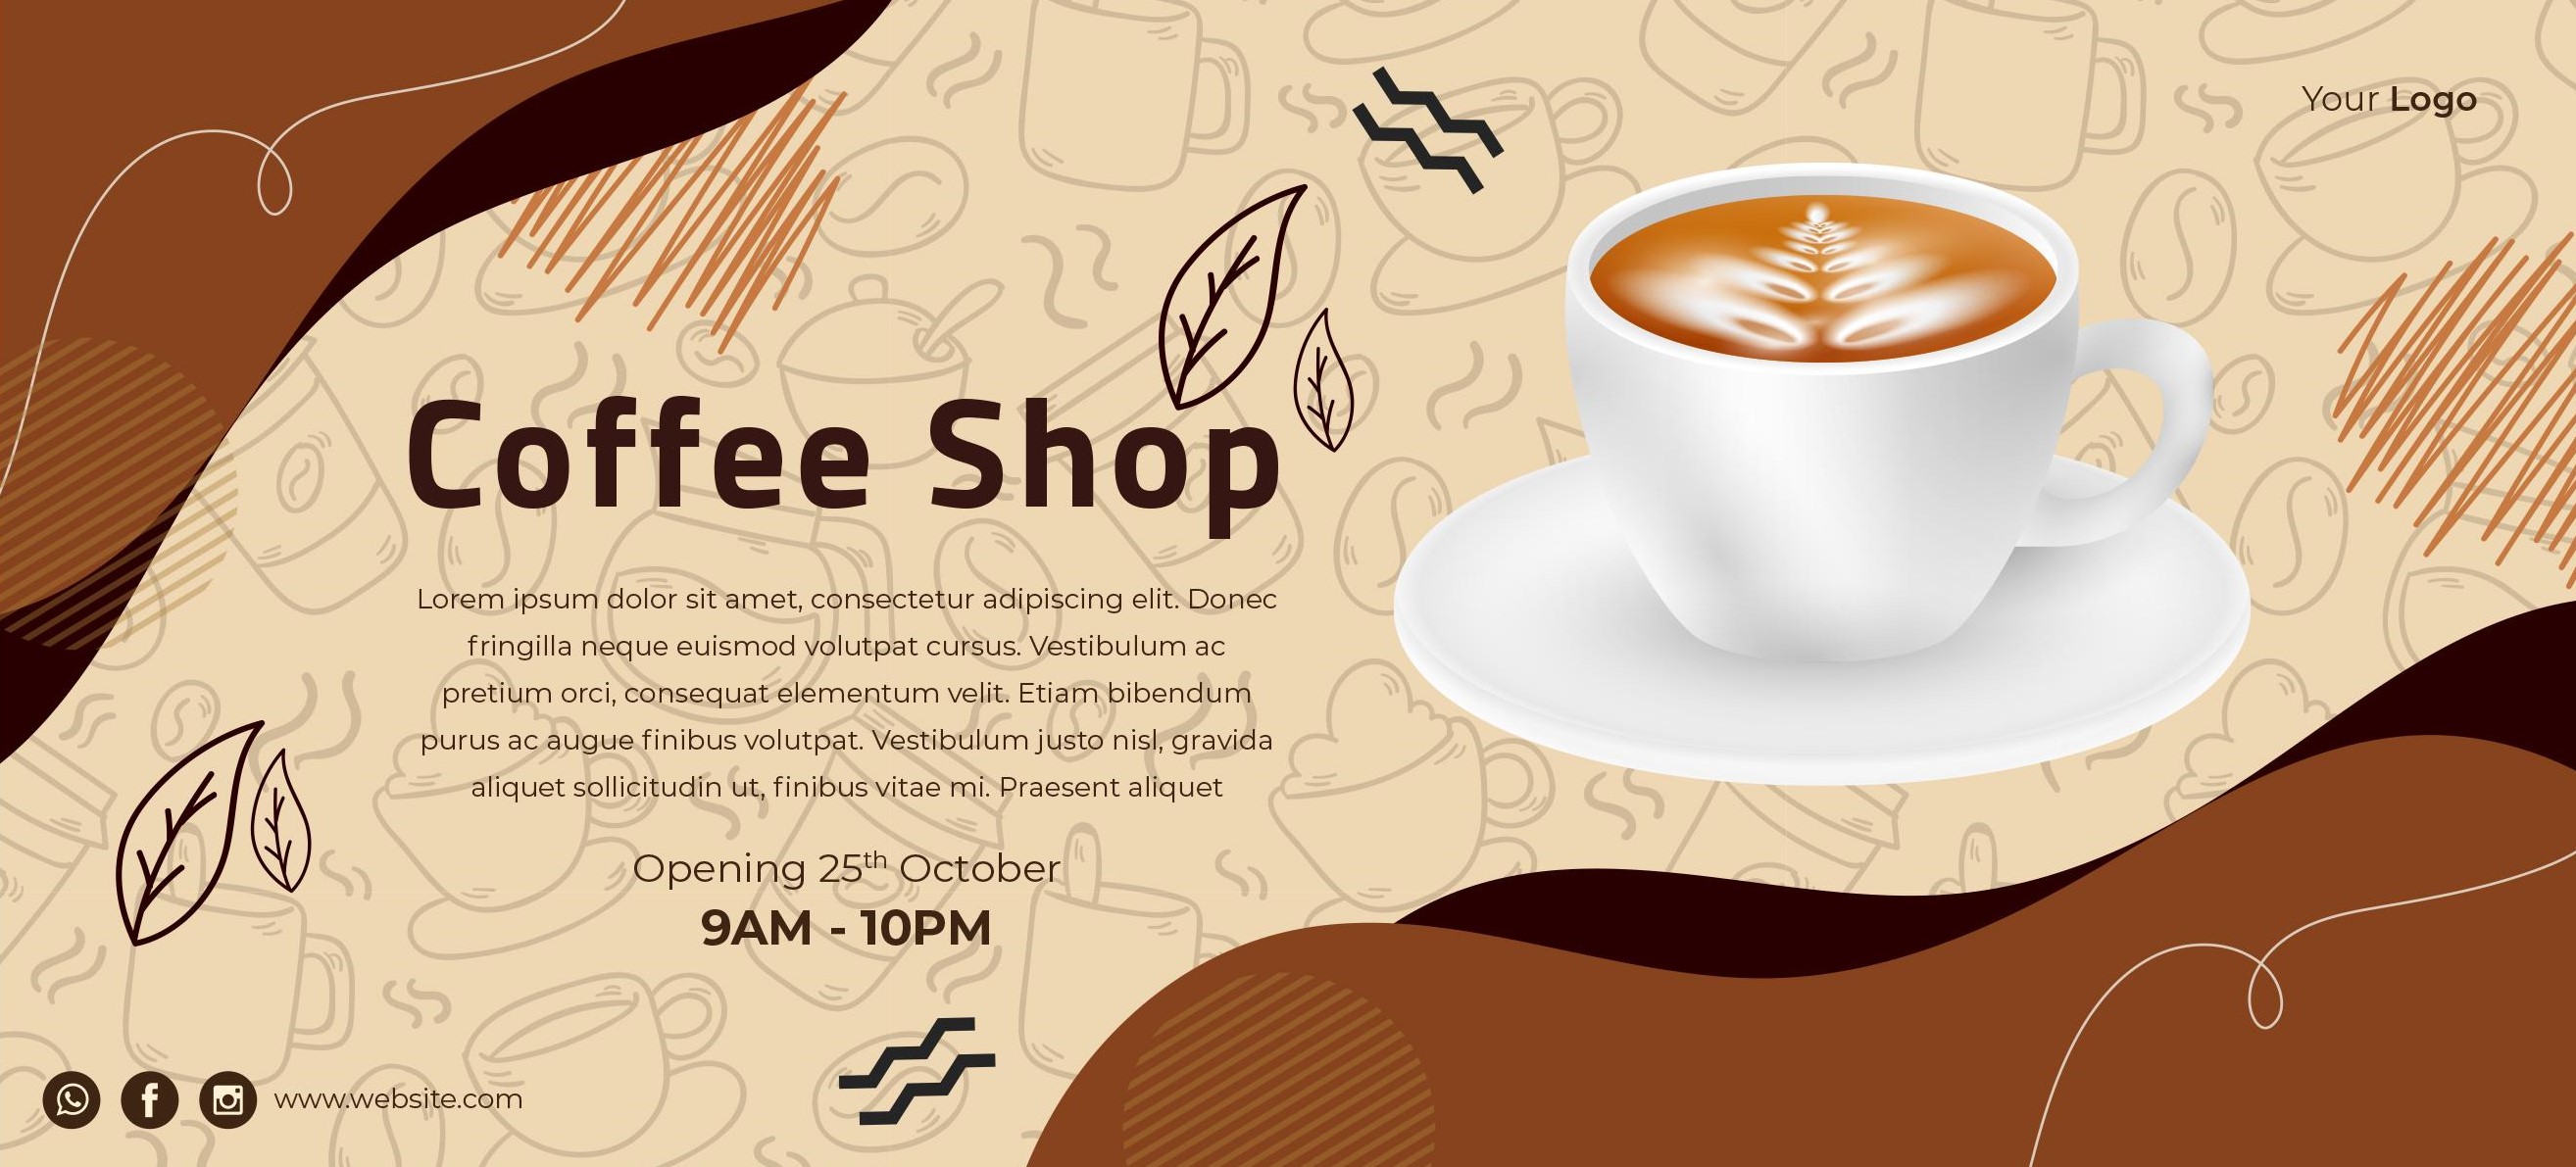 Your Logo
Coffee Shop
Lorem ipsum dolor sit amet, consectetur adipiscing elit. Donec
fringilla neque euismod volutpat cursus. Vestibulum ac
pretium orci, consequat elementum velit. Etiam bibendum
purus ac augue finibus volutpat. Vestibulum justo nisl, gravida
aliquet sollicitudin ut, finibus vitae mi. Praesent aliquet
Opening 25th October
9AM - 10PM
www.website.com